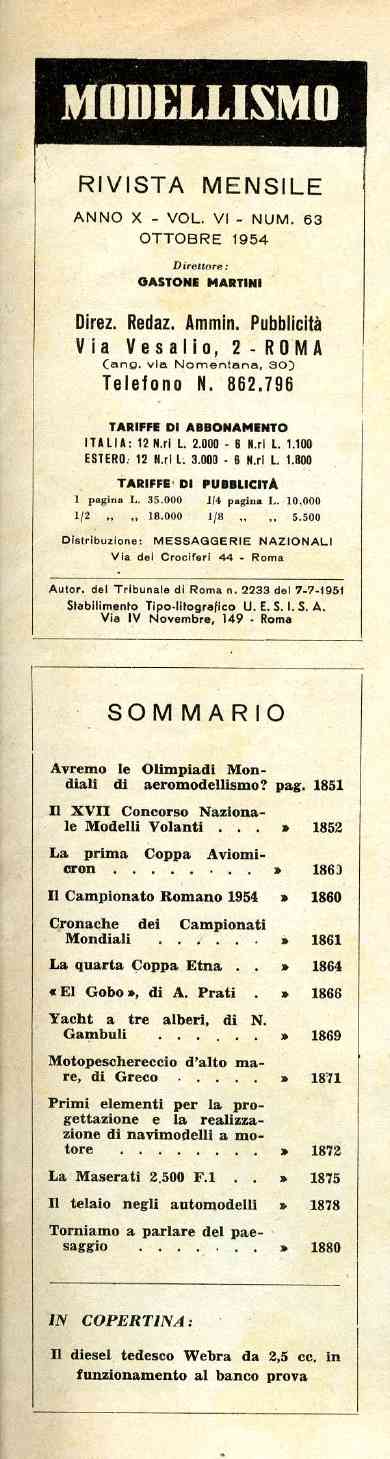 MODELLISMO
RIVISTA MENSILE
ANNO X - VOL. VI - NUM. 63
OTTOBRE 1954
Direttore:
GASTONE MARTINI
Direz. Redaz. Ammin. Pubblicità
Via Vesalio, 2 - ROMA
(ang. via Nomentana, 30)
Telefono N. 862.796
TARIFFE DI ABBONAMENTO
ITALIA: 12 N.ri L. 2.000 - 6 N.ri L. 1.100
ESTERO: 12 N.ri L. 3.000 - 6 N.ri L. 1.800
TARIFFE DI PUBBLICITÀ
1 pagina L. 35.000 1/4 pagina L. 10.000
1/2 „ „ 18.000 1/8 „ „ 5.500
Distribuzione: MESSAGGERIE NAZIONALI
Via dei Crociferi 44 - Roma
Autor. del Tribunale di Roma n. 2233 del 7-7-1951
Stabilimento Tipo-litografico U. E. S. I. S. A.
Via IV Novembre, 149 - Roma
SOMMARIO
Avremo le Olimpiadi Mon-
diali di aeromodellismo? pag. 1851
Il XVII Concorso Naziona-
le Modelli Volanti . . . » 1852
La prima Coppa Aviomi-
cron . . . . . . . . » 1860
Il Campionato Romano 1954 » 1860
Cronache dei Campionati
Mondiali . . . . . . » 1861
La quarta Coppa Etna . . » 1864
«El Gobo», di A. Prati . » 1866
Yacht a tre alberi, di N.
Gambuli . . . . . . » 1869
Motopeschereccio d'alto ma-
re, di Greco . . . . . » 1871
Primi elementi per la pro-
gettazione e la realizza-
zione di navimodelli a mo-
tore . . . . . . . . » 1872
La Maserati 2,500 F.1 . . » 1875
Il telaio negli automodelli » 1878
Torniamo a parlare del pae-
saggio . . . . . . . » 1880
IN COPERTINA:
Il diesel tedesco Webra da 2,5 cc. in
funzionamento al banco prova